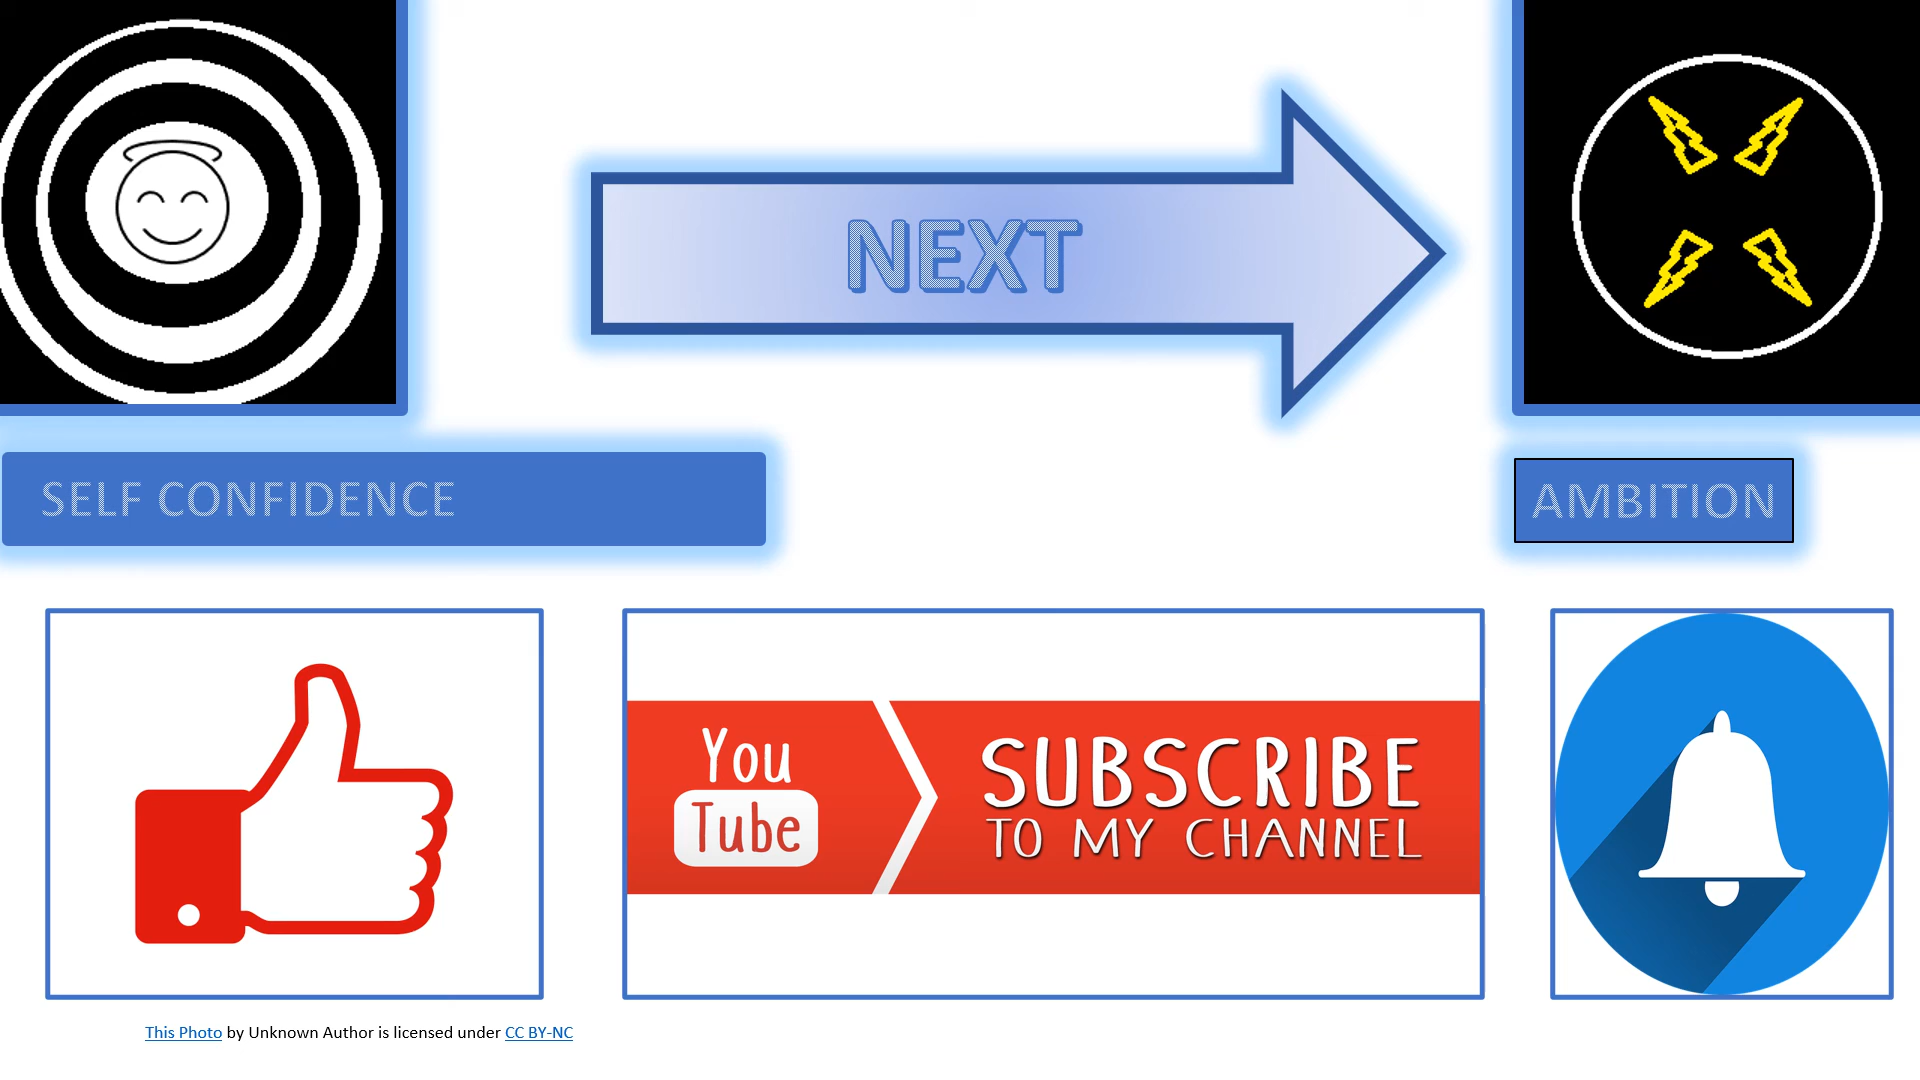 NEXT
SELF CONFIDENCE
AMBITION
You
Tube
SUBSCRIBE
TO MY CHANNEL
This Photo by Unknown Author is licensed under CC BY-NC